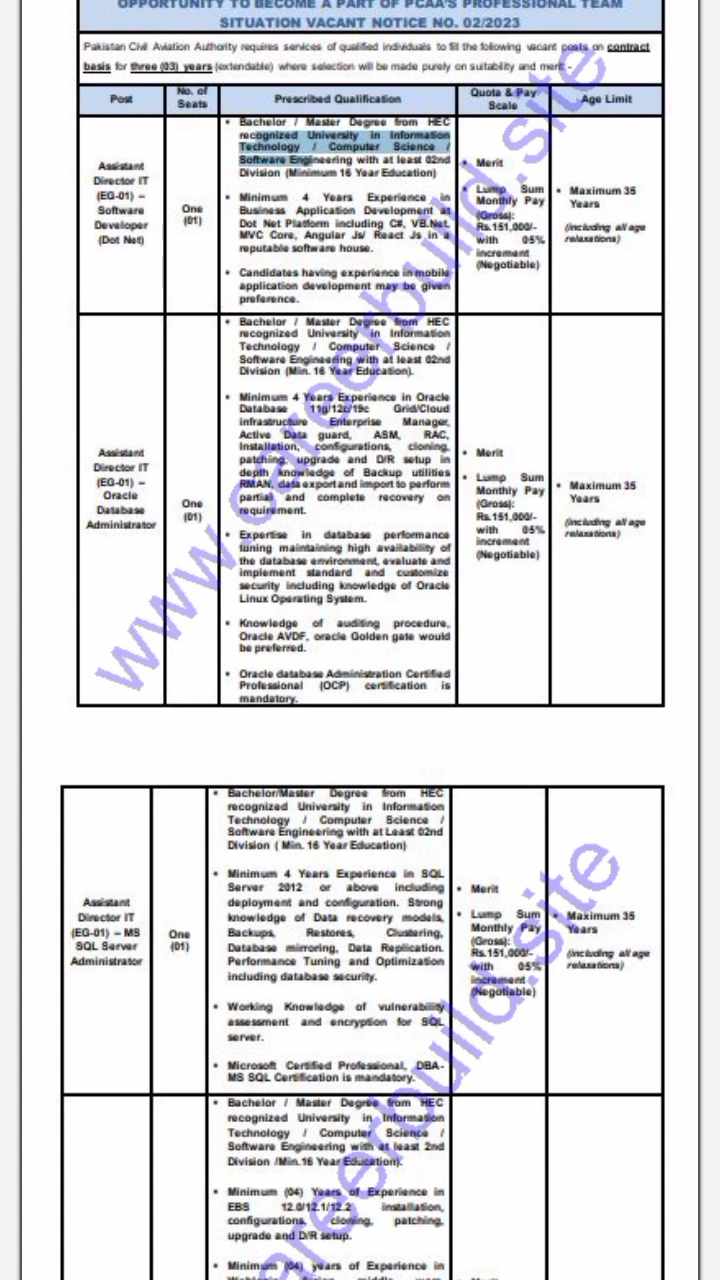 OPPORTUNITY TO BECOME A PART OF PCAA'S PROFESSIONAL TEAM
SITUATION VACANT NOTICE NO. 02/2023
Pakistan Civil Aviation Authority requires services of qualified individuals to fill the following vacant posts on contract
basis for three (03) years (extendable) where selection will be made purely on suitability and merit -
Post
No. of
Seats
Prescribed Qualification
Quota & Pay
Scale
Age Limit
Assistant
Director IT
(EG-01) –
Software
Developer
(Dot Net)
One
(01)
• Bachelor / Master Degree from HEC
recognized University in Information
Technology / Computer Science /
Software Engineering with at least 02nd
Division (Minimum 16 Year Education)
• Minimum 4 Years Experience in
Business Application Development at
Dot Net Platform including C#, VB.Net,
MVC Core, Angular Js/ React Js in a
reputable software house.
• Candidates having experience in mobile
application development may be given
preference.
• Merit
• Lump Sum
Monthly Pay
(Gross):
Rs.151,000/-
with 05%
increment
(Negotiable)
• Maximum 35
Years
(including all age
relaxations)
Assistant
Director IT
(EG-01) –
Oracle
Database
Administrator
One
(01)
• Bachelor / Master Degree from HEC
recognized University in Information
Technology / Computer Science /
Software Engineering with at least 02nd
Division (Min. 16 Year Education).
• Minimum 4 Years Experience in Oracle
Database 11g/12c/19c Grid/Cloud
infrastructure Enterprise Manager,
Active Data guard, ASM, RAC,
Installation, configurations, cloning,
patching, upgrade and D/R setup in
depth knowledge of Backup utilities
RMAN, data export and import to perform
partial and complete recovery on
requirement.
• Expertise in database performance
tuning maintaining high availability of
the database environment, evaluate and
implement standard and customize
security including knowledge of Oracle
Linux Operating System.
• Knowledge of auditing procedure,
Oracle AVDF, oracle Golden gate would
be preferred.
• Oracle database Administration Certified
Professional (OCP) certification is
mandatory.
• Merit
• Lump Sum
Monthly Pay
(Gross):
Rs.151,000/-
with 05%
increment
(Negotiable)
• Maximum 35
Years
(including all age
relaxations)
www.careerbuild.site
Assistant
Director IT
(EG-01) – MS
SQL Server
Administrator
One
(01)
• Bachelor/Master Degree from HEC
recognized University in Information
Technology / Computer Science /
Software Engineering with at Least 02nd
Division ( Min. 16 Year Education)
• Minimum 4 Years Experience in SQL
Server 2012 or above including
deployment and configuration. Strong
knowledge of Data recovery models,
Backups, Restores, Clustering,
Database mirroring, Data Replication.
Performance Tuning and Optimization
including database security.
• Working Knowledge of vulnerability
assessment and encryption for SQL
server.
• Microsoft Certified Professional, DBA-
MS SQL Certification is mandatory.
• Merit
• Lump Sum
Monthly Pay
(Gross):
Rs.151,000/-
with 05%
increment
(Negotiable)
• Maximum 35
Years
(including all age
relaxations)
• Bachelor / Master Degree from HEC
recognized University in Information
Technology / Computer Science /
Software Engineering with at least 2nd
Division /Min.16 Year Education).
• Minimum (04) Years of Experience in
EBS 12.0/12.1/12.2 installation,
configurations, cloning, patching,
upgrade and D/R setup.
• Minimum (04) years of Experience in
careerbuild.site